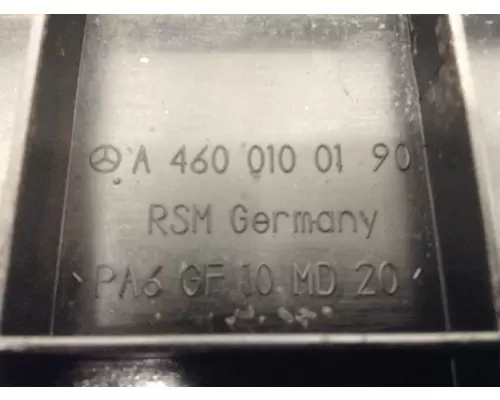 A 460 010 01 90
RSM Germany
>PA6 GF 10 MD 20<